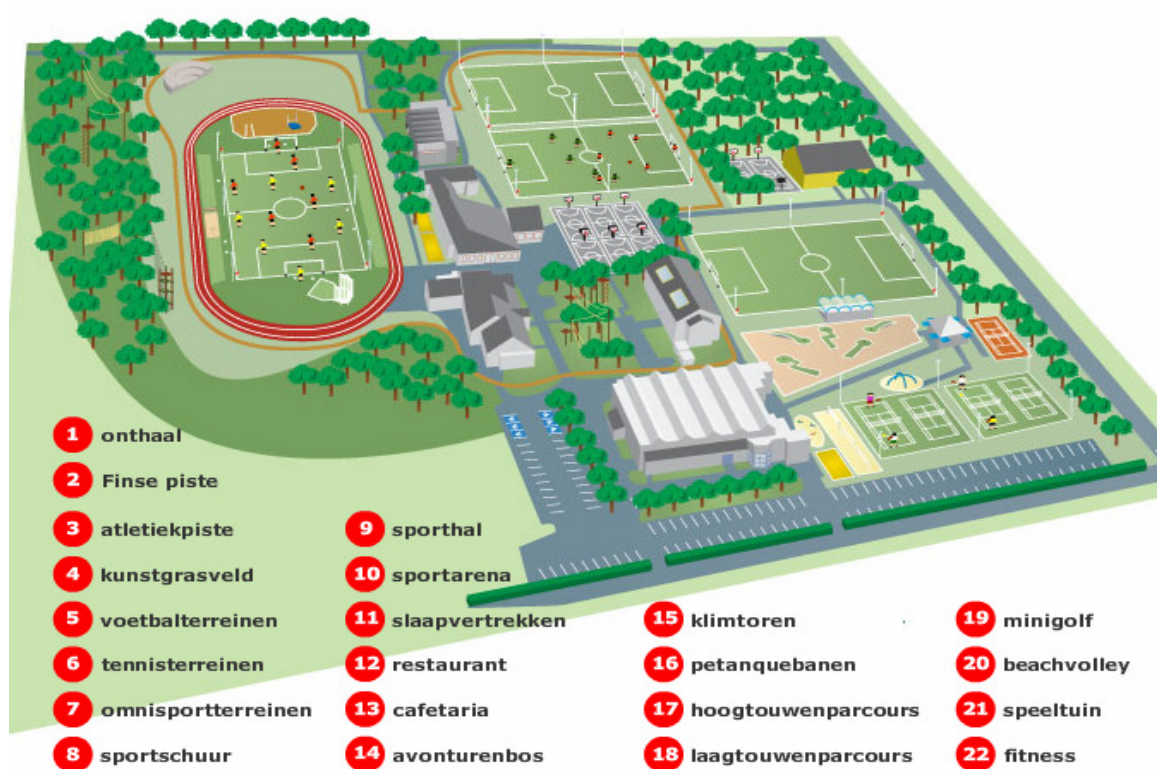 1 onthaal
2 Finse piste
3 atletiekpiste
4 kunstgrasveld
5 voetbalterreinen
6 tennisterreinen
7 omnisportterreinen
8 sportschuur
9 sporthal
10 sportarena
11 slaapvertrekken
12 restaurant
13 cafetaria
14 avonturenbos
15 klimtoren
16 petanquebanen
17 hoogtouwenparcours
18 laagtouwenparcours
19 minigolf
20 beachvolley
21 speeltuin
22 fitness